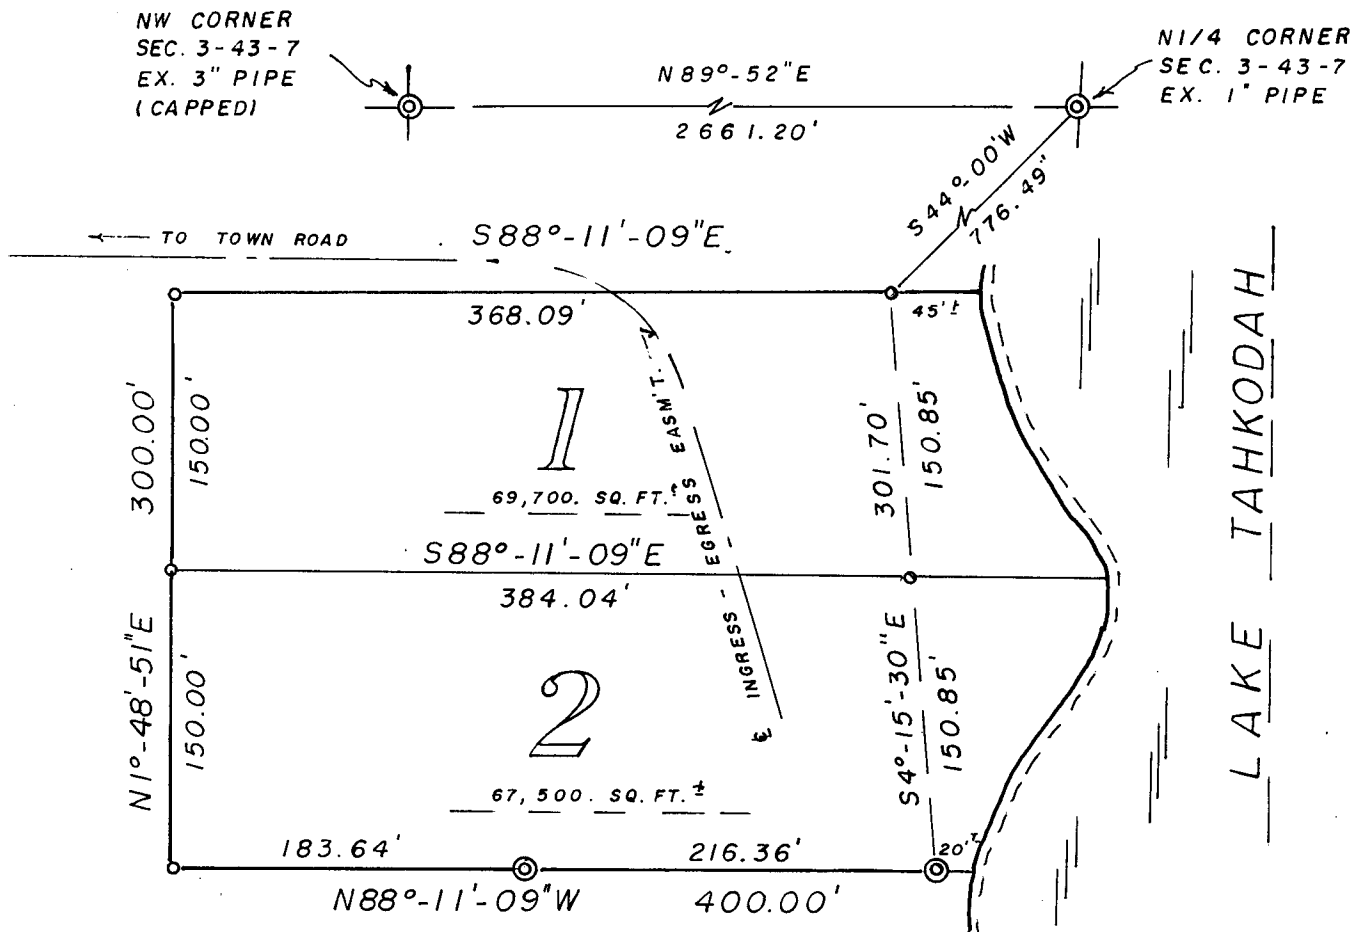 NW CORNER
SEC. 3-43-7
EX. 3" PIPE
(CAPPED)
N89°-52"E
2661.20'
N1/4 CORNER
SEC. 3-43-7
EX. 1" PIPE
S44°-00'W
776.49"
TO TOWN ROAD
S88°-11'-09"E
368.09'
45'±
300.00'
150.00'
1
69,700. SQ. FT.±
INGRESS - EGRESS EASM'T.
301.70'
150.85'
S88°-11'-09"E
384.04'
N1°-48'-51"E
150.00'
2
67,500. SQ. FT.±
℄
S4°-15'-30"E
150.85'
183.64'
216.36'
20'±
N88°-11'-09"W
400.00'
LAKE TAHKODAH